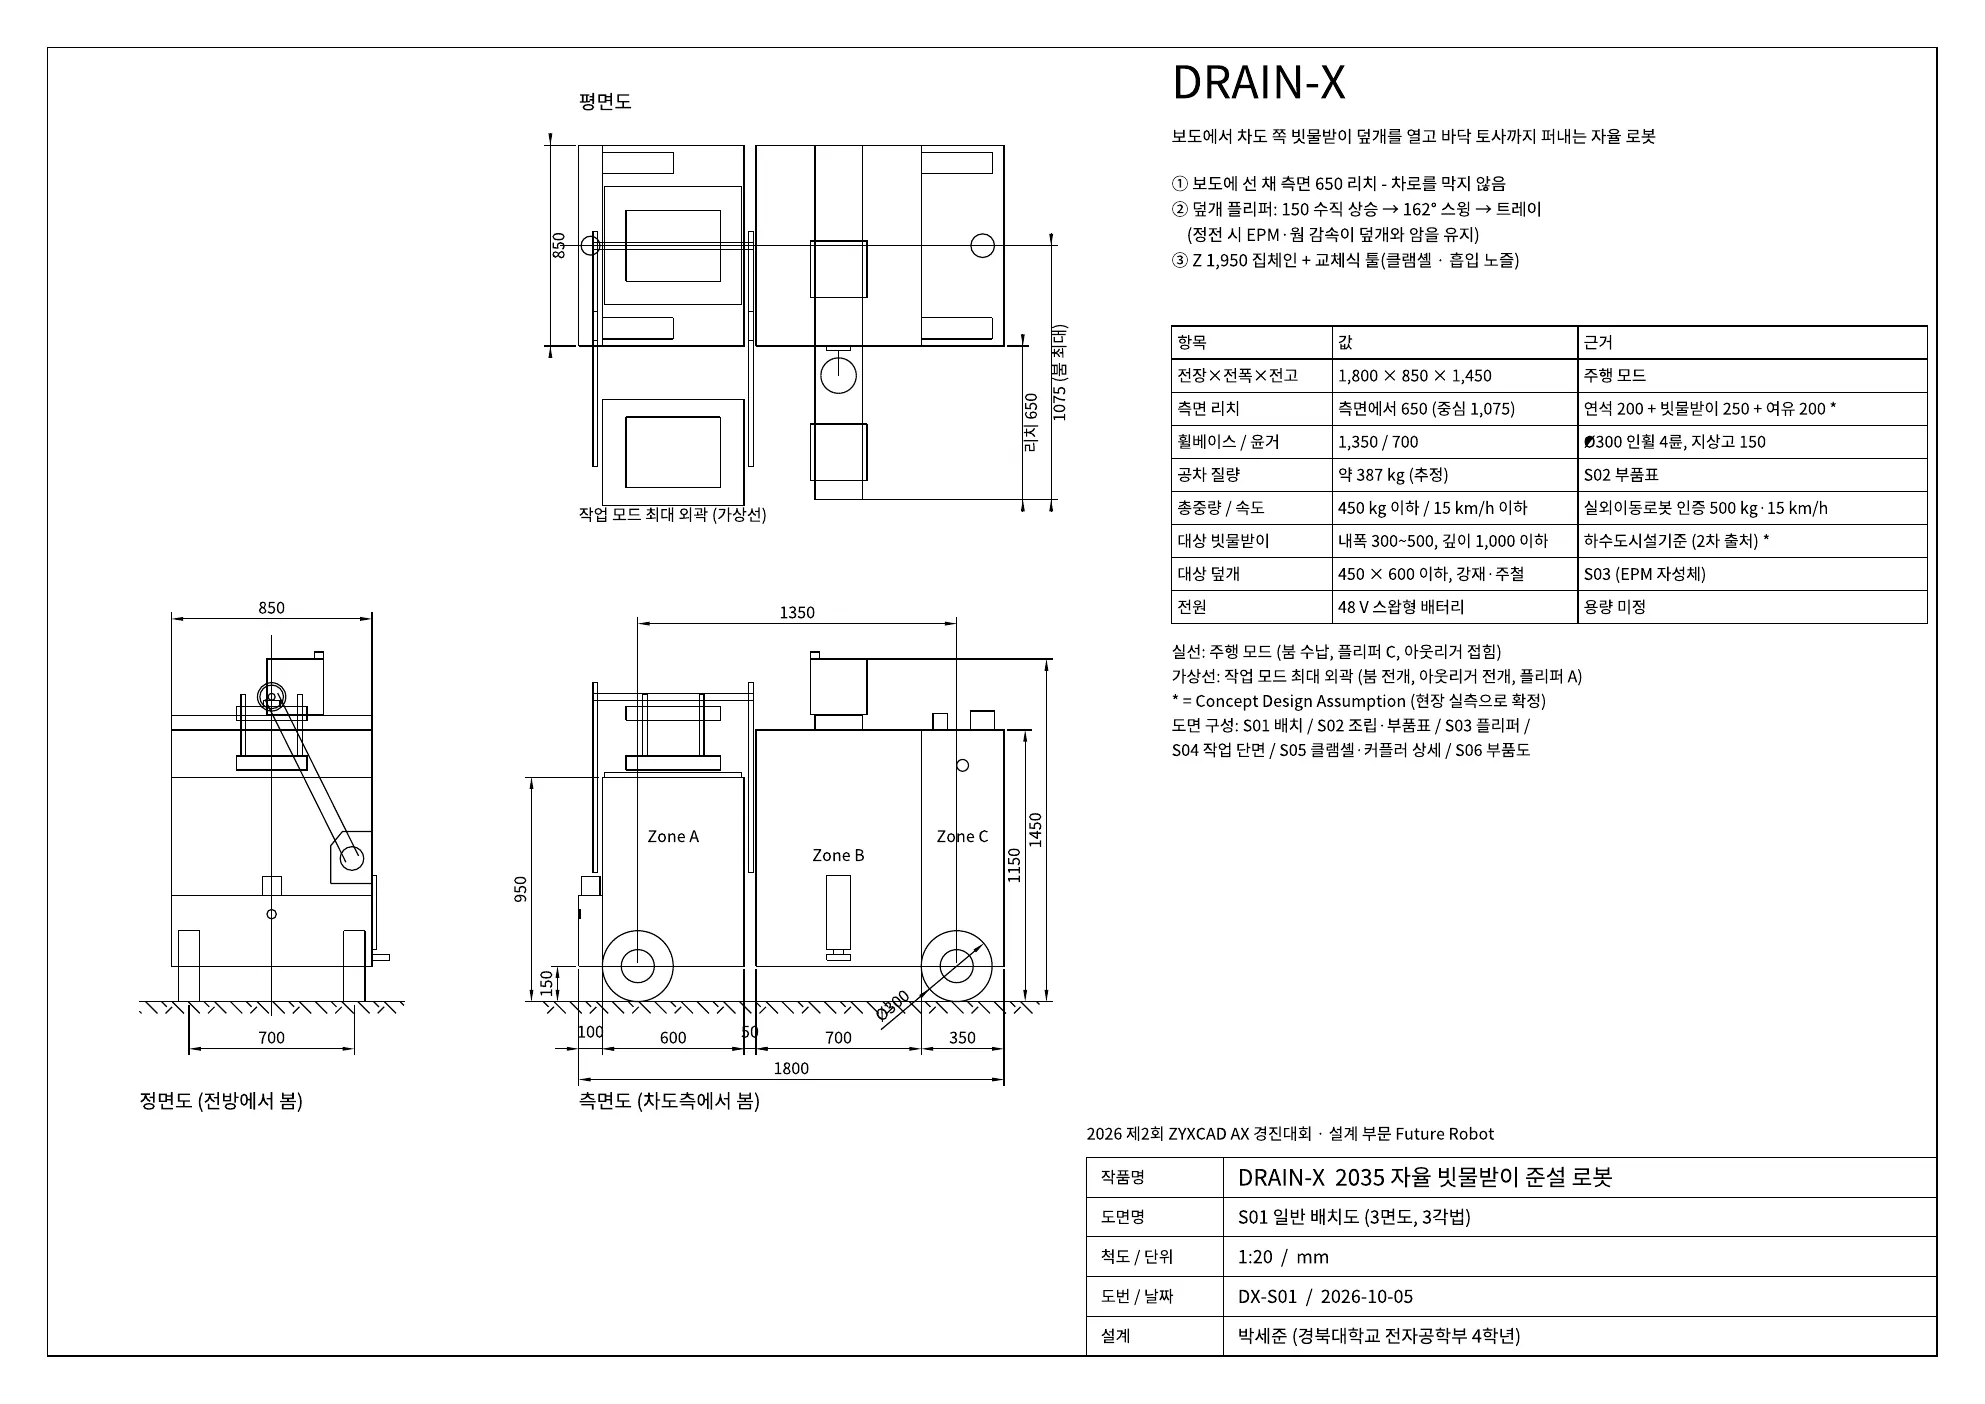 DRAIN-X
보도에서 차도 쪽 빗물받이 덮개를 열고 바닥 토사까지 퍼내는 자율 로봇
① 보도에 선 채 측면 650 리치 - 차로를 막지 않음
② 덮개 플리퍼: 150 수직 상승 → 162° 스윙 → 트레이
(정전 시 EPM·웜 감속이 덮개와 암을 유지)
③ Z 1,950 집체인 + 교체식 툴(클램셸 · 흡입 노즐)
평면도
850
리치 650
1075 (붐 최대)
작업 모드 최대 외곽 (가상선)
항목 값 근거
전장×전폭×전고 1,800 × 850 × 1,450 주행 모드
측면 리치 측면에서 650 (중심 1,075) 연석 200 + 빗물받이 250 + 여유 200 *
휠베이스 / 윤거 1,350 / 700 Ø300 인휠 4륜, 지상고 150
공차 질량 약 387 kg (추정) S02 부품표
총중량 / 속도 450 kg 이하 / 15 km/h 이하 실외이동로봇 인증 500 kg·15 km/h
대상 빗물받이 내폭 300~500, 깊이 1,000 이하 하수도시설기준 (2차 출처) *
대상 덮개 450 × 600 이하, 강재·주철 S03 (EPM 자성체)
전원 48 V 스왑형 배터리 용량 미정
실선: 주행 모드 (붐 수납, 플리퍼 C, 아웃리거 접힘)
가상선: 작업 모드 최대 외곽 (붐 전개, 아웃리거 전개, 플리퍼 A)
* = Concept Design Assumption (현장 실측으로 확정)
도면 구성: S01 배치 / S02 조립·부품표 / S03 플리퍼 /
S04 작업 단면 / S05 클램셸·커플러 상세 / S06 부품도
850
700
정면도 (전방에서 봄)
1350
Zone A
Zone B
Zone C
950
150
1150
1450
Ø300
100
600
50
700
350
1800
측면도 (차도측에서 봄)
2026 제2회 ZYXCAD AX 경진대회 · 설계 부문 Future Robot
작품명 DRAIN-X 2035 자율 빗물받이 준설 로봇
도면명 S01 일반 배치도 (3면도, 3각법)
척도 / 단위 1:20 / mm
도번 / 날짜 DX-S01 / 2026-10-05
설계 박세준 (경북대학교 전자공학부 4학년)